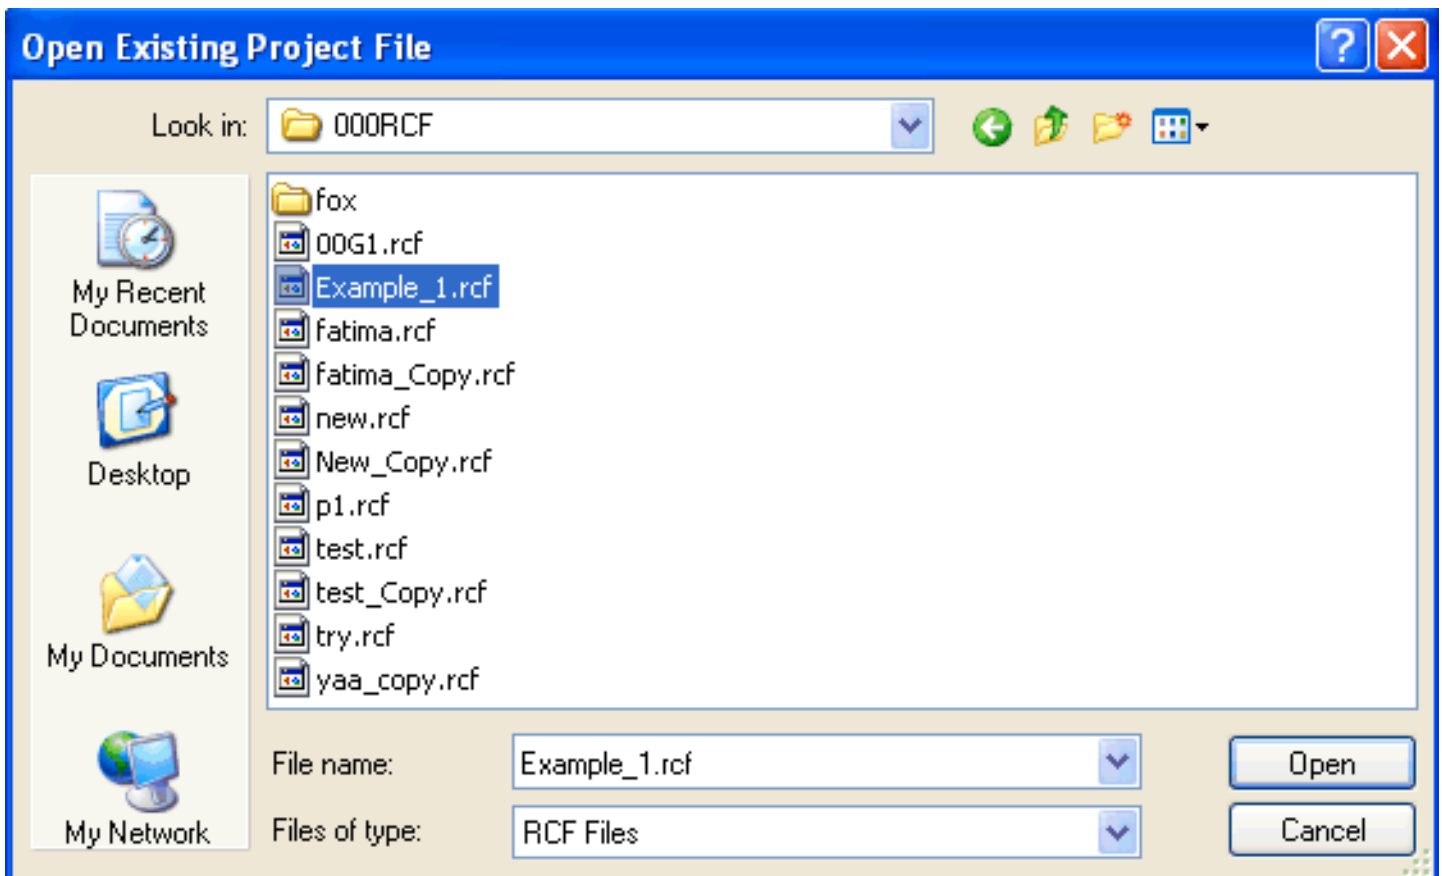 Open Existing Project File
Look in: 000RCF
My Recent
Documents
Desktop
My Documents
My Network
fox
00G1.rcf
Example_1.rcf
fatima.rcf
fatima_Copy.rcf
new.rcf
New_Copy.rcf
p1.rcf
test.rcf
test_Copy.rcf
try.rcf
yaa_copy.rcf
File name: Example_1.rcf Open
Files of type: RCF Files Cancel